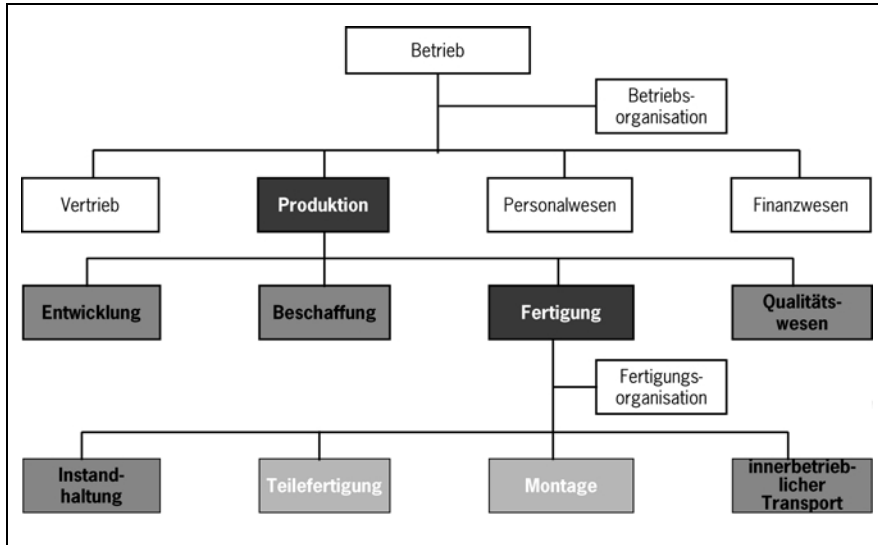 Betrieb
Betriebs-
organisation
Vertrieb
Produktion
Personalwesen
Finanzwesen
Entwicklung
Beschaffung
Fertigung
Qualitäts-
wesen
Fertigungs-
organisation
Instand-
haltung
Teilefertigung
Montage
innerbetrieb-
licher
Transport